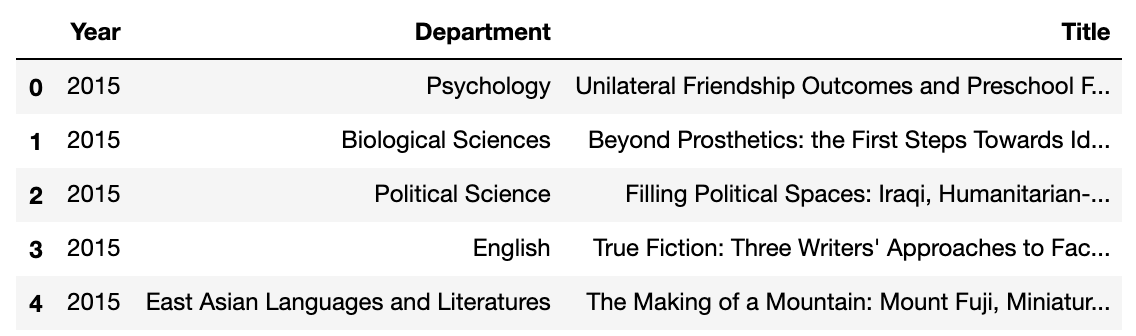 Year Department Title
0 2015 Psychology Unilateral Friendship Outcomes and Preschool F...
1 2015 Biological Sciences Beyond Prosthetics: the First Steps Towards Id...
2 2015 Political Science Filling Political Spaces: Iraqi, Humanitarian-...
3 2015 English True Fiction: Three Writers' Approaches to Fac...
4 2015 East Asian Languages and Literatures The Making of a Mountain: Mount Fuji, Miniatur...